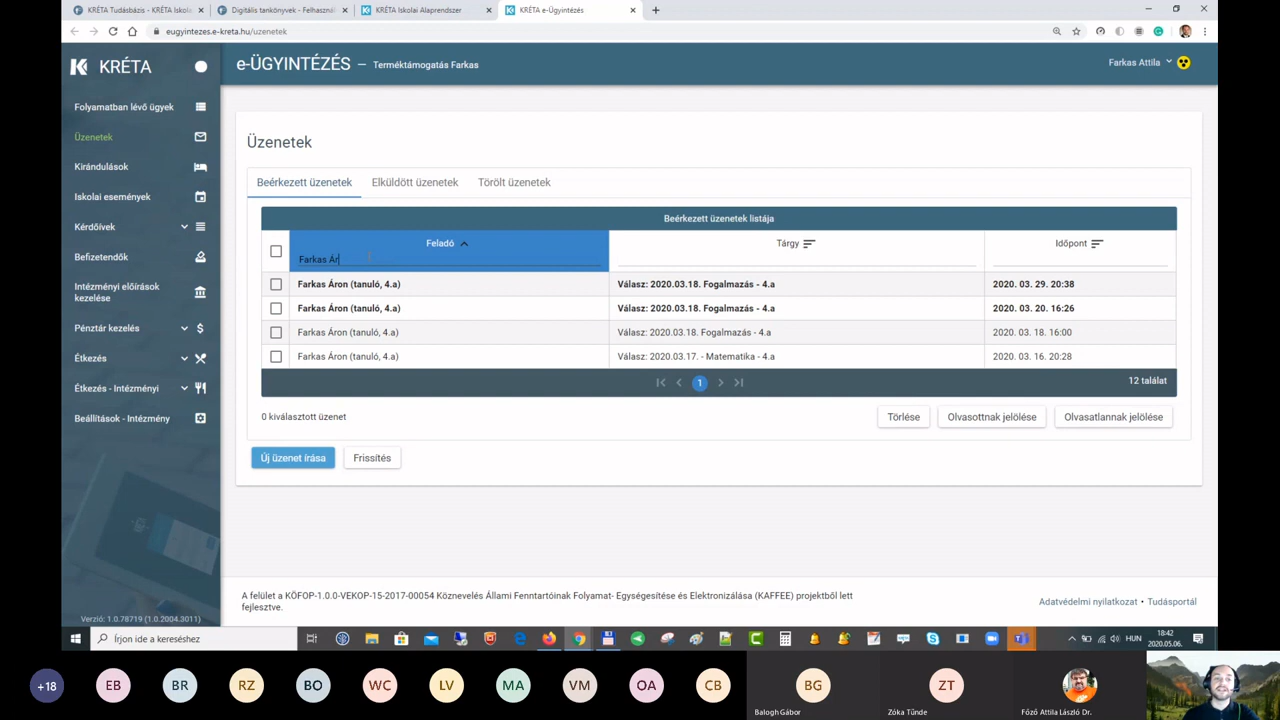 KRÉTA Tudásbázis - KRÉTA Iskol
Digitális tankönyvek - Felhasznál
KRÉTA Iskolai Alaprendszer
KRÉTA e-Ügyintézés
eugyintezes.e-kreta.hu/uzenetek
KRÉTA
e-ÜGYINTÉZÉS — Terméktámogatás Farkas
Farkas Attila
Folyamatban lévő ügyek
Üzenetek
Kirándulások
Iskolai események
Kérdőívek
Befizetendők
Intézményi előírások
kezelése
Pénztár kezelés
Étkezés
Étkezés - Intézményi
Beállítások - Intézmény
Verzió: 1.0.78719 (1.0.2004.3011)
Üzenetek
Beérkezett üzenetek Elküldött üzenetek Törölt üzenetek
Beérkezett üzenetek listája
Feladó Tárgy Időpont
Farkas Ár
Farkas Áron (tanuló, 4.a) Válasz: 2020.03.18. Fogalmazás - 4.a 2020. 03. 29. 20:38
Farkas Áron (tanuló, 4.a) Válasz: 2020.03.18. Fogalmazás - 4.a 2020. 03. 20. 16:26
Farkas Áron (tanuló, 4.a) Válasz: 2020.03.18. Fogalmazás - 4.a 2020. 03. 18. 16:00
Farkas Áron (tanuló, 4.a) Válasz: 2020.03.17. - Matematika - 4.a 2020. 03. 16. 20:28
1 12 találat
0 kiválasztott üzenet Törlése Olvasottnak jelölése Olvasatlannak jelölése
Új üzenet írása Frissítés
A felület a KÖFOP-1.0.0-VEKOP-15-2017-00054 Köznevelés Állami Fenntartóinak Folyamat- Egységesítése és Elektronizálása (KAFFEE) projektből lett
fejlesztve.
Adatvédelmi nyilatkozat • Tudásportál
Írjon ide a kereséshez
HUN
18:42
2020.05.06.
+18 EB BR RZ BO WC LV MA VM OA CB BG ZT
Balogh Gábor Zóka Tünde Főző Attila László Dr.